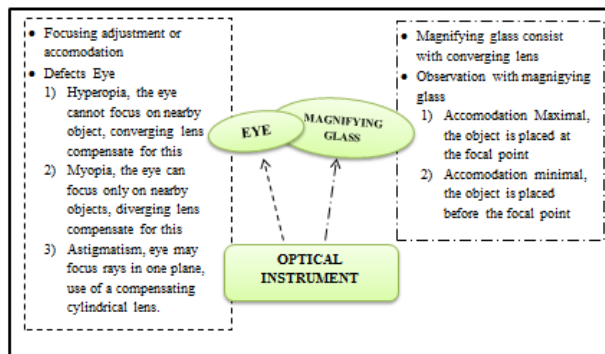 • Focusing adjustment or
accomodation
• Defects Eye
1) Hyperopia, the eye
cannot focus on nearby
object, converging lens
compensate for this
2) Myopia, the eye can
focus only on nearby
objects, diverging lens
compensate for this
3) Astigmatism, eye may
focus rays in one plane,
use of a compensating
cylindrical lens.
EYE
MAGNIFYING
GLASS
OPTICAL
INSTRUMENT
• Magnifying glass consist
with converging lens
• Observation with magnigying
glass
1) Accomodation Maximal,
the object is placed at
the focal point
2) Accomodation minimal,
the object is placed
before the focal point